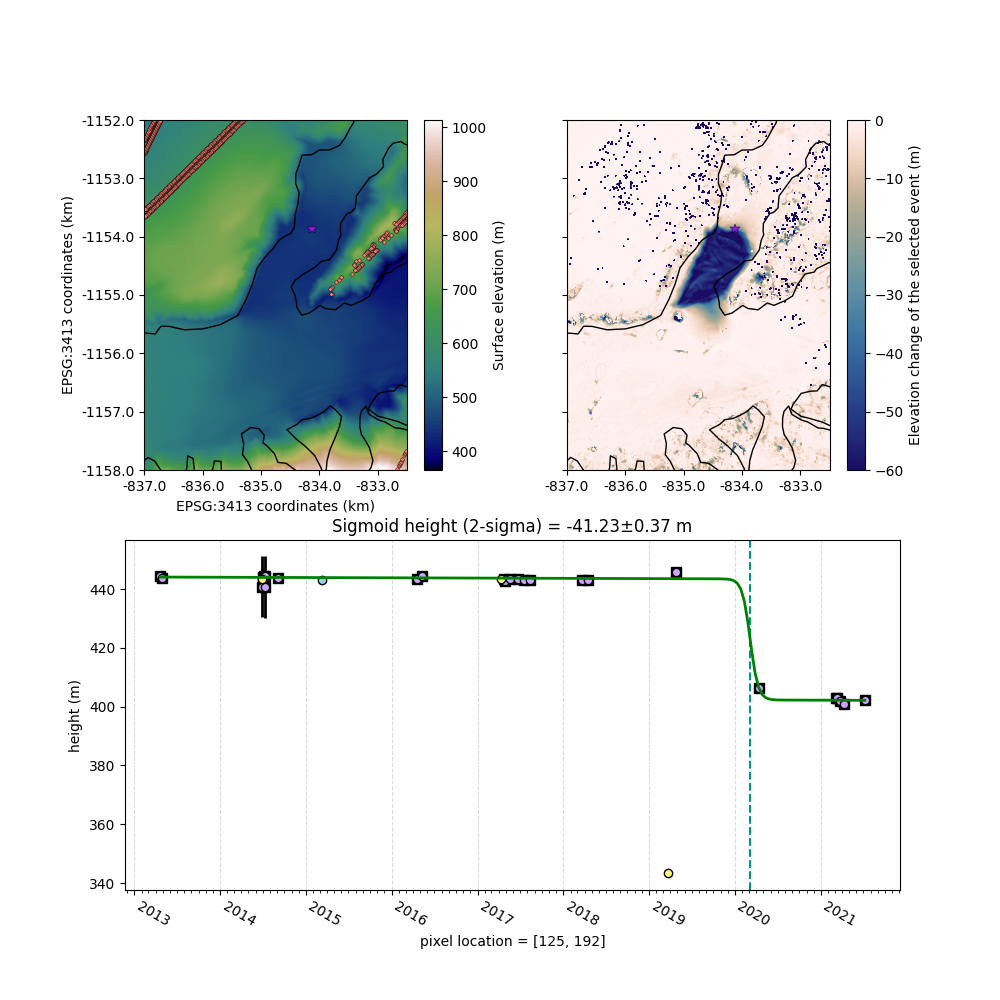 -1152.0
-1153.0
-1154.0
-1155.0
-1156.0
-1157.0
-1158.0
EPSG:3413 coordinates (km)
-837.0 -836.0 -835.0 -834.0 -833.0
EPSG:3413 coordinates (km)
1000
900
800
700
600
500
400
Surface elevation (m)
-837.0 -836.0 -835.0 -834.0 -833.0
0
−10
−20
−30
−40
−50
−60
Elevation change of the selected event (m)
Sigmoid height (2-sigma) = -41.23±0.37 m
440
420
400
380
360
340
height (m)
2013 2014 2015 2016 2017 2018 2019 2020 2021
pixel location = [125, 192]